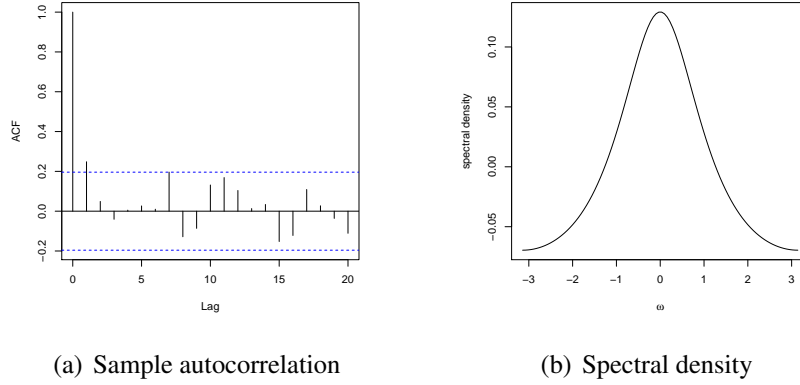 1.0
0.8
0.6
0.4
0.2
0.0
−0.2
ACF
0 5 10 15 20
Lag
(a) Sample autocorrelation
0.10
0.05
0.00
−0.05
spectral density
−3 −2 −1 0 1 2 3
ω
(b) Spectral density